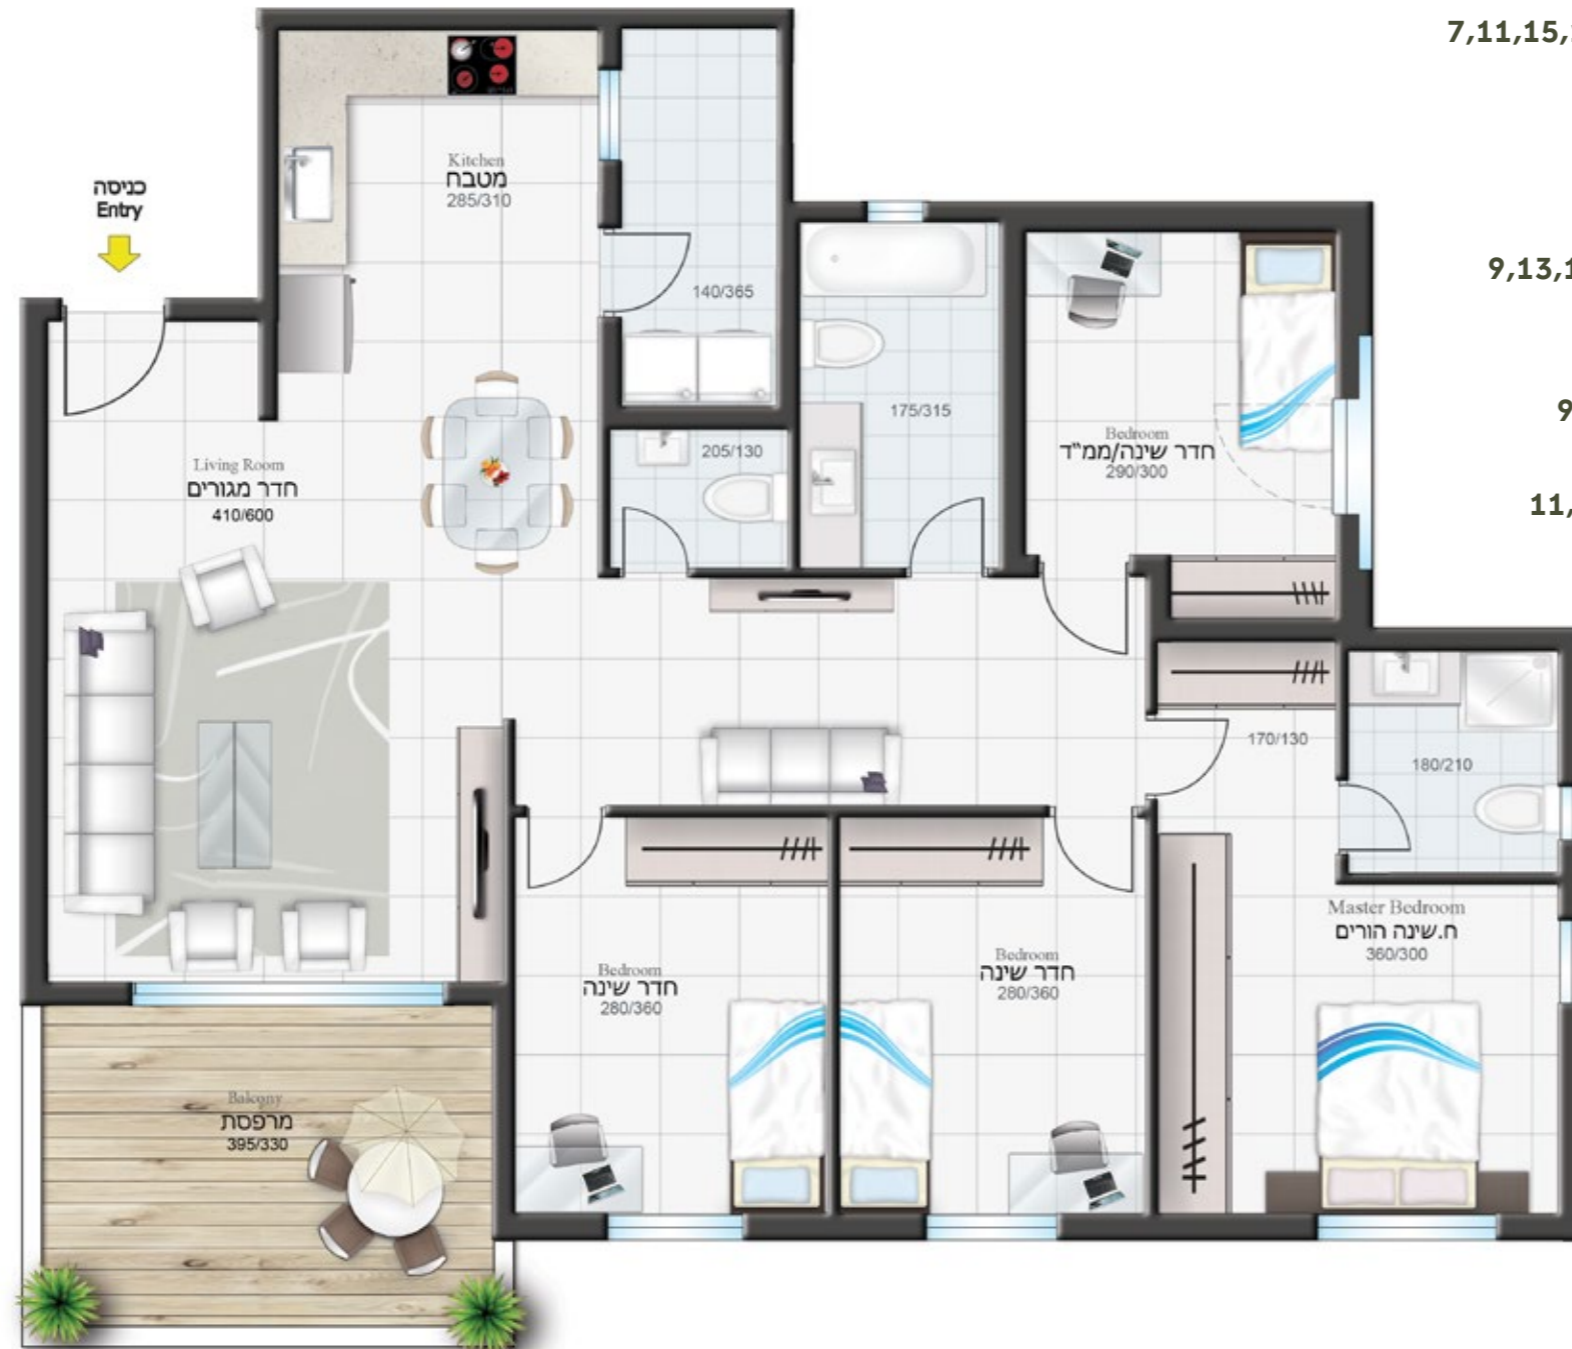 7,11,15,
כניסה
Entry
Kitchen
מטבח
285/310
9,13,1
140/365
9
175/315
205/130
Bedroom
חדר שינה/ממ"ד
290/300
Living Room
חדר מגורים
410/600
11,
170/130
180/210
Master Bedroom
ח.שינה הורים
360/300
Bedroom
חדר שינה
280/360
Bedroom
חדר שינה
280/360
Balcony
מרפסת
395/330